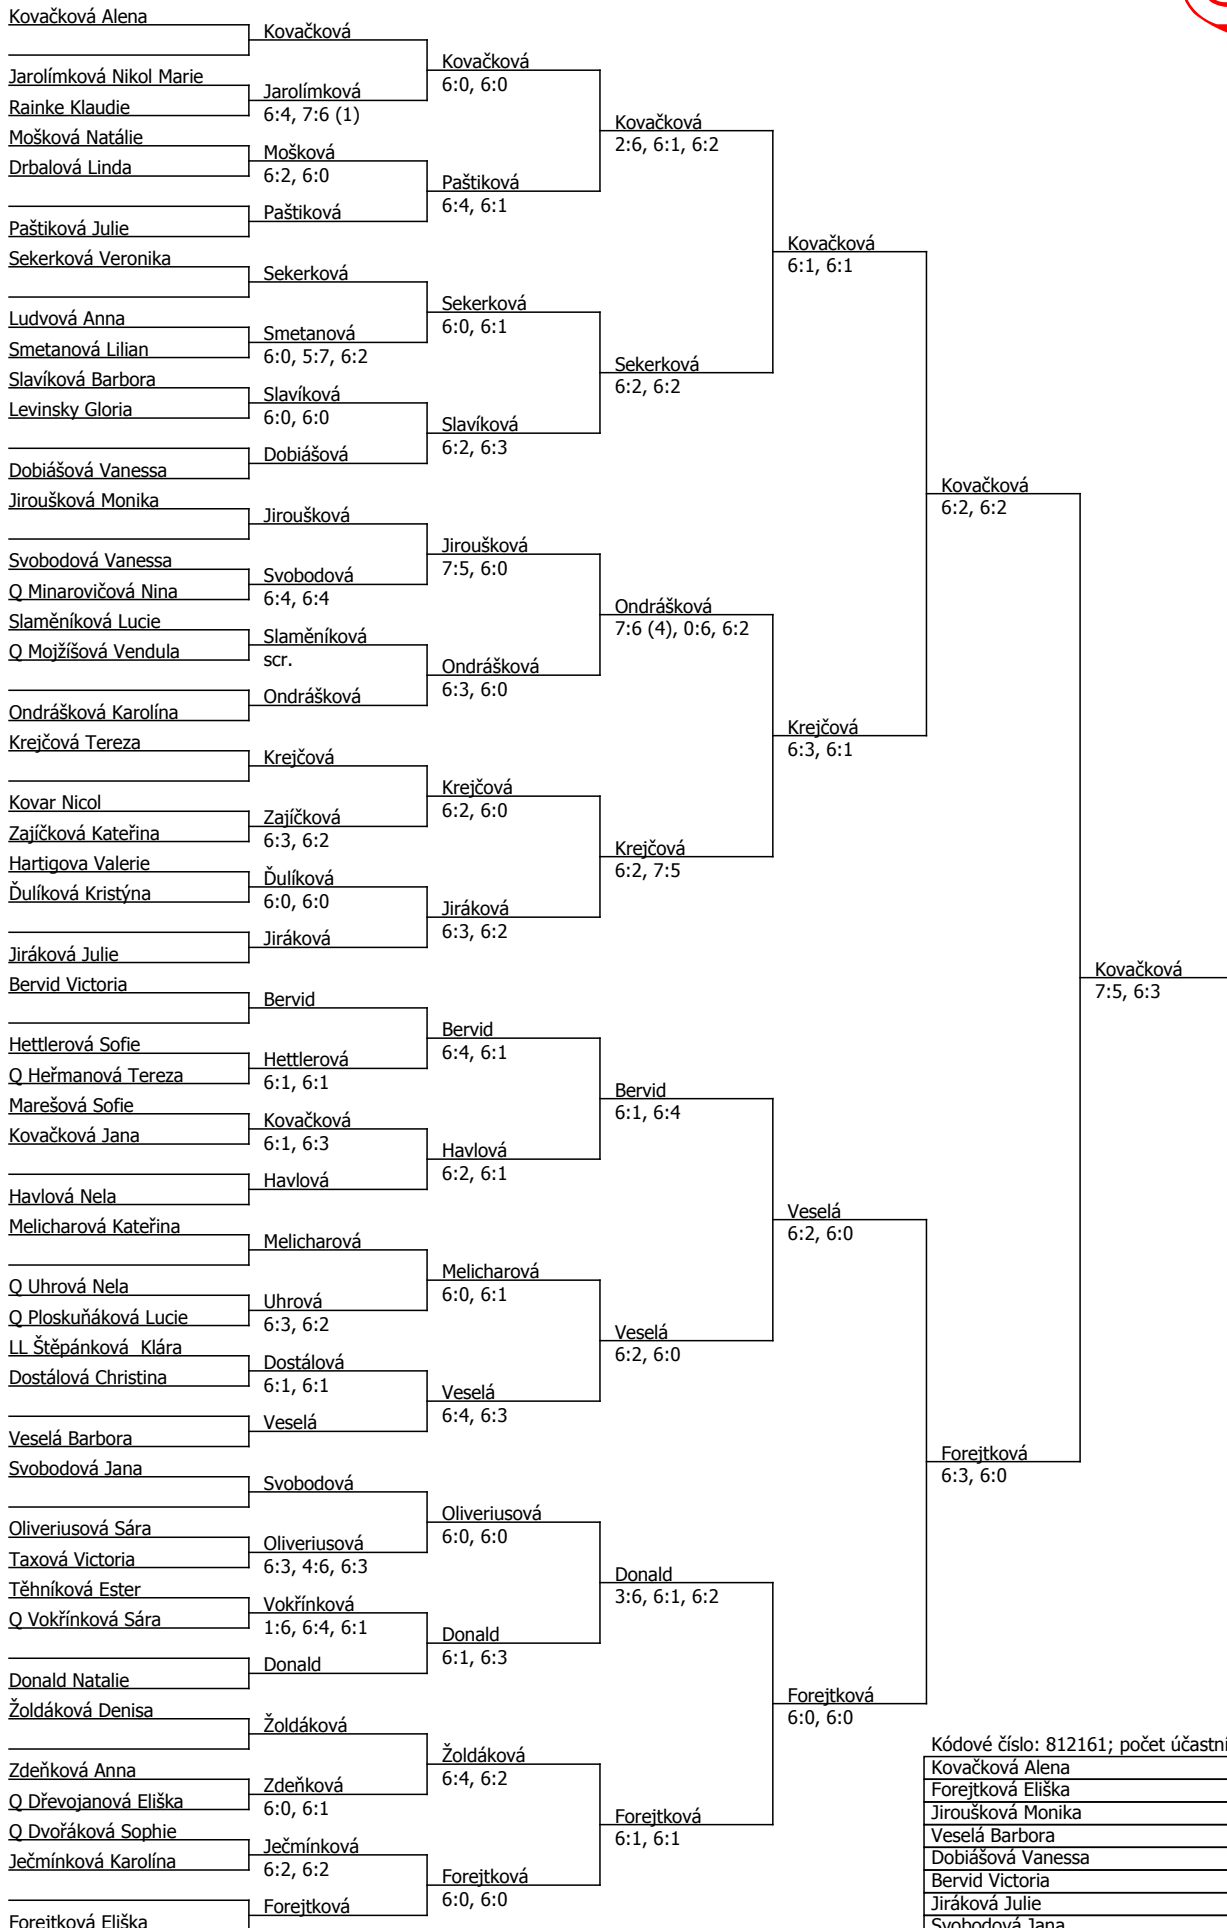 Kovačková Alena
Jarolímková Nikol Marie
Rainke Klaudie
Mošková Natálie
Drbalová Linda
Paštiková Julie
Sekerková Veronika
Ludvová Anna
Smetanová Lilian
Slavíková Barbora
Levinsky Gloria
Dobiášová Vanessa
Jiroušková Monika
Svobodová Vanessa
Q Minarovičová Nina
Slaměníková Lucie
Q Mojžíšová Vendula
Ondrášková Karolína
Krejčová Tereza
Kovar Nicol
Zajíčková Kateřina
Hartigova Valerie
Ďulíková Kristýna
Jiráková Julie
Bervid Victoria
Hettlerová Sofie
Q Heřmanová Tereza
Marešová Sofie
Kovačková Jana
Havlová Nela
Melicharová Kateřina
Q Uhrová Nela
Q Ploskuňáková Lucie
LL Štěpánková Klára
Dostálová Christina
Veselá Barbora
Svobodová Jana
Oliveriusová Sára
Taxová Victoria
Těhníková Ester
Q Vokřínková Sára
Donald Natalie
Žoldáková Denisa
Zdeňková Anna
Q Dřevojanová Eliška
Q Dvořáková Sophie
Ječmínková Karolína
Forejtková Eliška
Kovačková
Jarolímková
6:4, 7:6 (1)
Mošková
6:2, 6:0
Paštiková
Sekerková
Smetanová
6:0, 5:7, 6:2
Slavíková
6:0, 6:0
Dobiášová
Jiroušková
Svobodová
6:4, 6:4
Slaměníková
scr.
Ondrášková
Krejčová
Zajíčková
6:3, 6:2
Ďulíková
6:0, 6:0
Jiráková
Bervid
Hettlerová
6:1, 6:1
Kovačková
6:1, 6:3
Havlová
Melicharová
Uhrová
6:3, 6:2
Dostálová
6:1, 6:1
Veselá
Svobodová
Oliveriusová
6:3, 4:6, 6:3
Vokřínková
1:6, 6:4, 6:1
Donald
Žoldáková
Zdeňková
6:0, 6:1
Ječmínková
6:2, 6:2
Forejtková
Kovačková
6:0, 6:0
Paštiková
6:4, 6:1
Sekerková
6:0, 6:1
Slavíková
6:2, 6:3
Jiroušková
7:5, 6:0
Ondrášková
6:3, 6:0
Krejčová
6:2, 6:0
Jiráková
6:3, 6:2
Bervid
6:4, 6:1
Havlová
6:2, 6:1
Melicharová
6:0, 6:1
Veselá
6:4, 6:3
Oliveriusová
6:0, 6:0
Donald
6:1, 6:3
Žoldáková
6:4, 6:2
Forejtková
6:0, 6:0
Kovačková
2:6, 6:1, 6:2
Sekerková
6:2, 6:2
Ondrášková
7:6 (4), 0:6, 6:2
Krejčová
6:2, 7:5
Bervid
6:1, 6:4
Veselá
6:2, 6:0
Donald
3:6, 6:1, 6:2
Forejtková
6:1, 6:1
Kovačková
6:1, 6:1
Krejčová
6:3, 6:1
Veselá
6:2, 6:0
Forejtková
6:0, 6:0
Kovačková
6:2, 6:2
Forejtková
6:3, 6:0
Kovačková
7:5, 6:3
Kódové číslo: 812161; počet účastni
Kovačková Alena
Forejtková Eliška
Jiroušková Monika
Veselá Barbora
Dobiášová Vanessa
Bervid Victoria
Jiráková Julie
Svobodová Jana